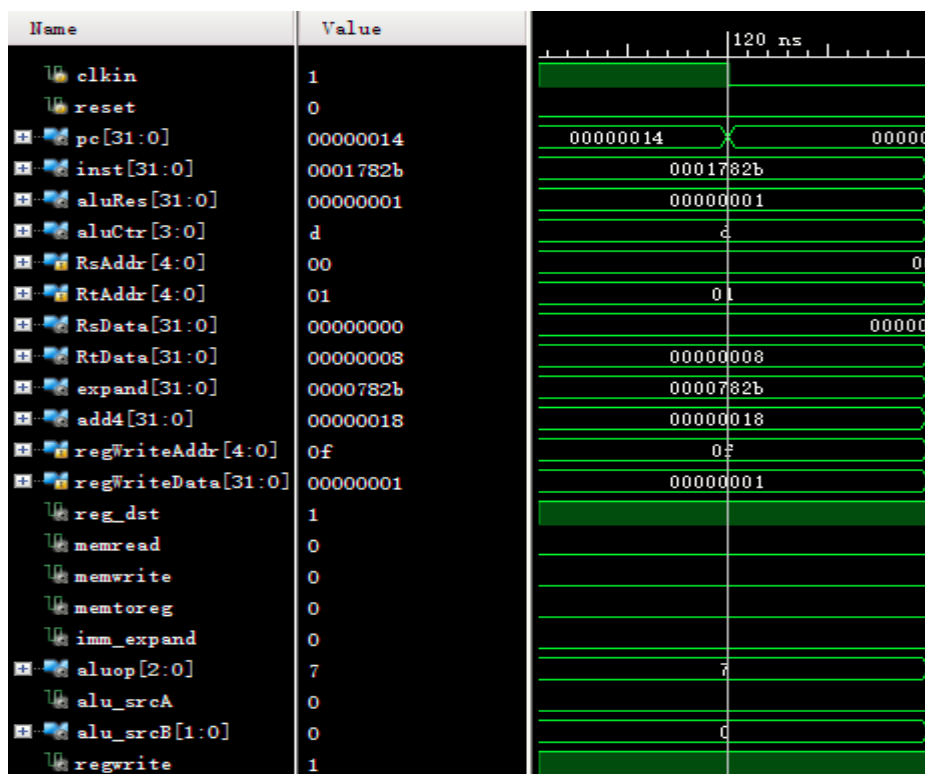 Name Value
120 ns
clkin 1
reset 0
pc[31:0] 00000014 00000014 0000
inst[31:0] 0001782b 0001782b
aluRes[31:0] 00000001 00000001
aluCtr[3:0] d d
RsAddr[4:0] 00 0
RtAddr[4:0] 01 01
RsData[31:0] 00000000 00000
RtData[31:0] 00000008 00000008
expand[31:0] 0000782b 0000782b
add4[31:0] 00000018 00000018
regWriteAddr[4:0] 0f 0f
regWriteData[31:0] 00000001 00000001
reg_dst 1
memread 0
memwrite 0
memtoreg 0
imm_expand 0
aluop[2:0] 7 7
alu_srcA 0
alu_srcB[1:0] 0 0
regwrite 1